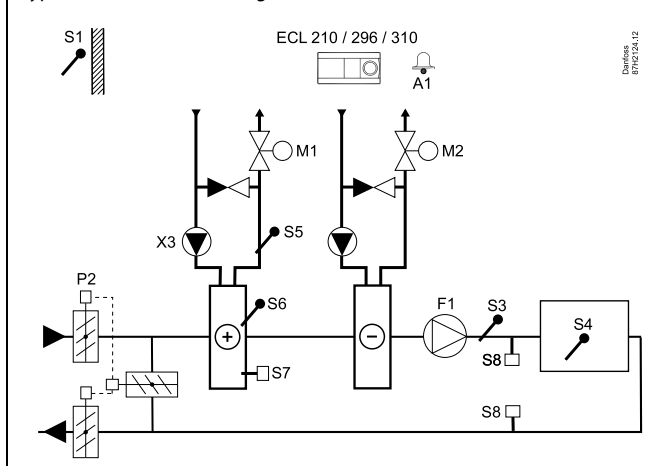 S1
ECL 210 / 296 / 310
A1
Danfoss
87H2124.12
M1
M2
X3
S5
P2
S6
S7
F1
S3
S4
S8
S8